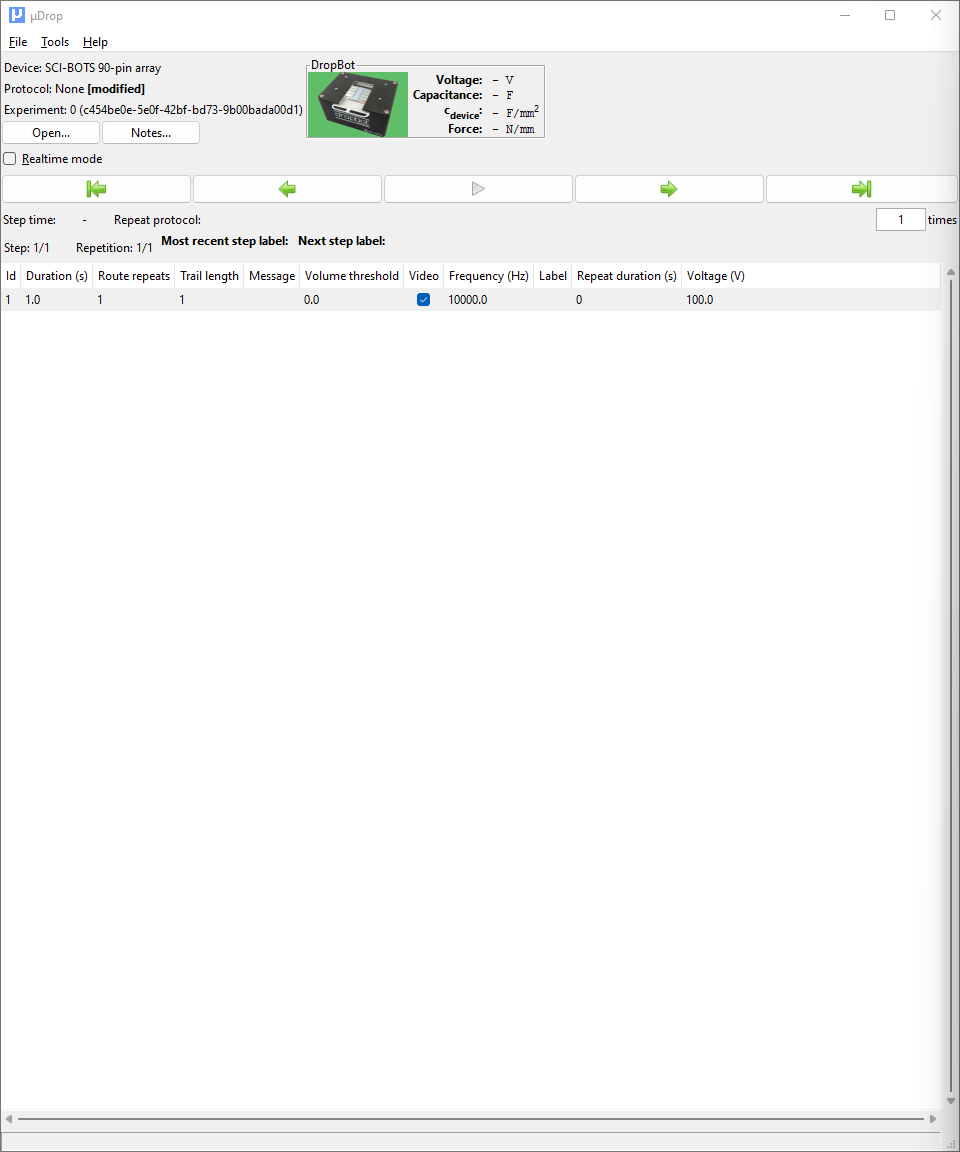 µDrop
File Tools Help
Device: SCI-BOTS 90-pin array
Protocol: None [modified]
Experiment: 0 (c454be0e-5e0f-42bf-bd73-9b00bada00d1)
Open... Notes...
DropBot
Voltage: - V
Capacitance: - F
cdevice: - F/mm2
Force: - N/mm
Realtime mode
Step time: - Repeat protocol: 1 times
Step: 1/1 Repetition: 1/1 Most recent step label: Next step label:
Id Duration (s) Route repeats Trail length Message Volume threshold Video Frequency (Hz) Label Repeat duration (s) Voltage (V)
1 1.0 1 1 0.0 10000.0 0 100.0